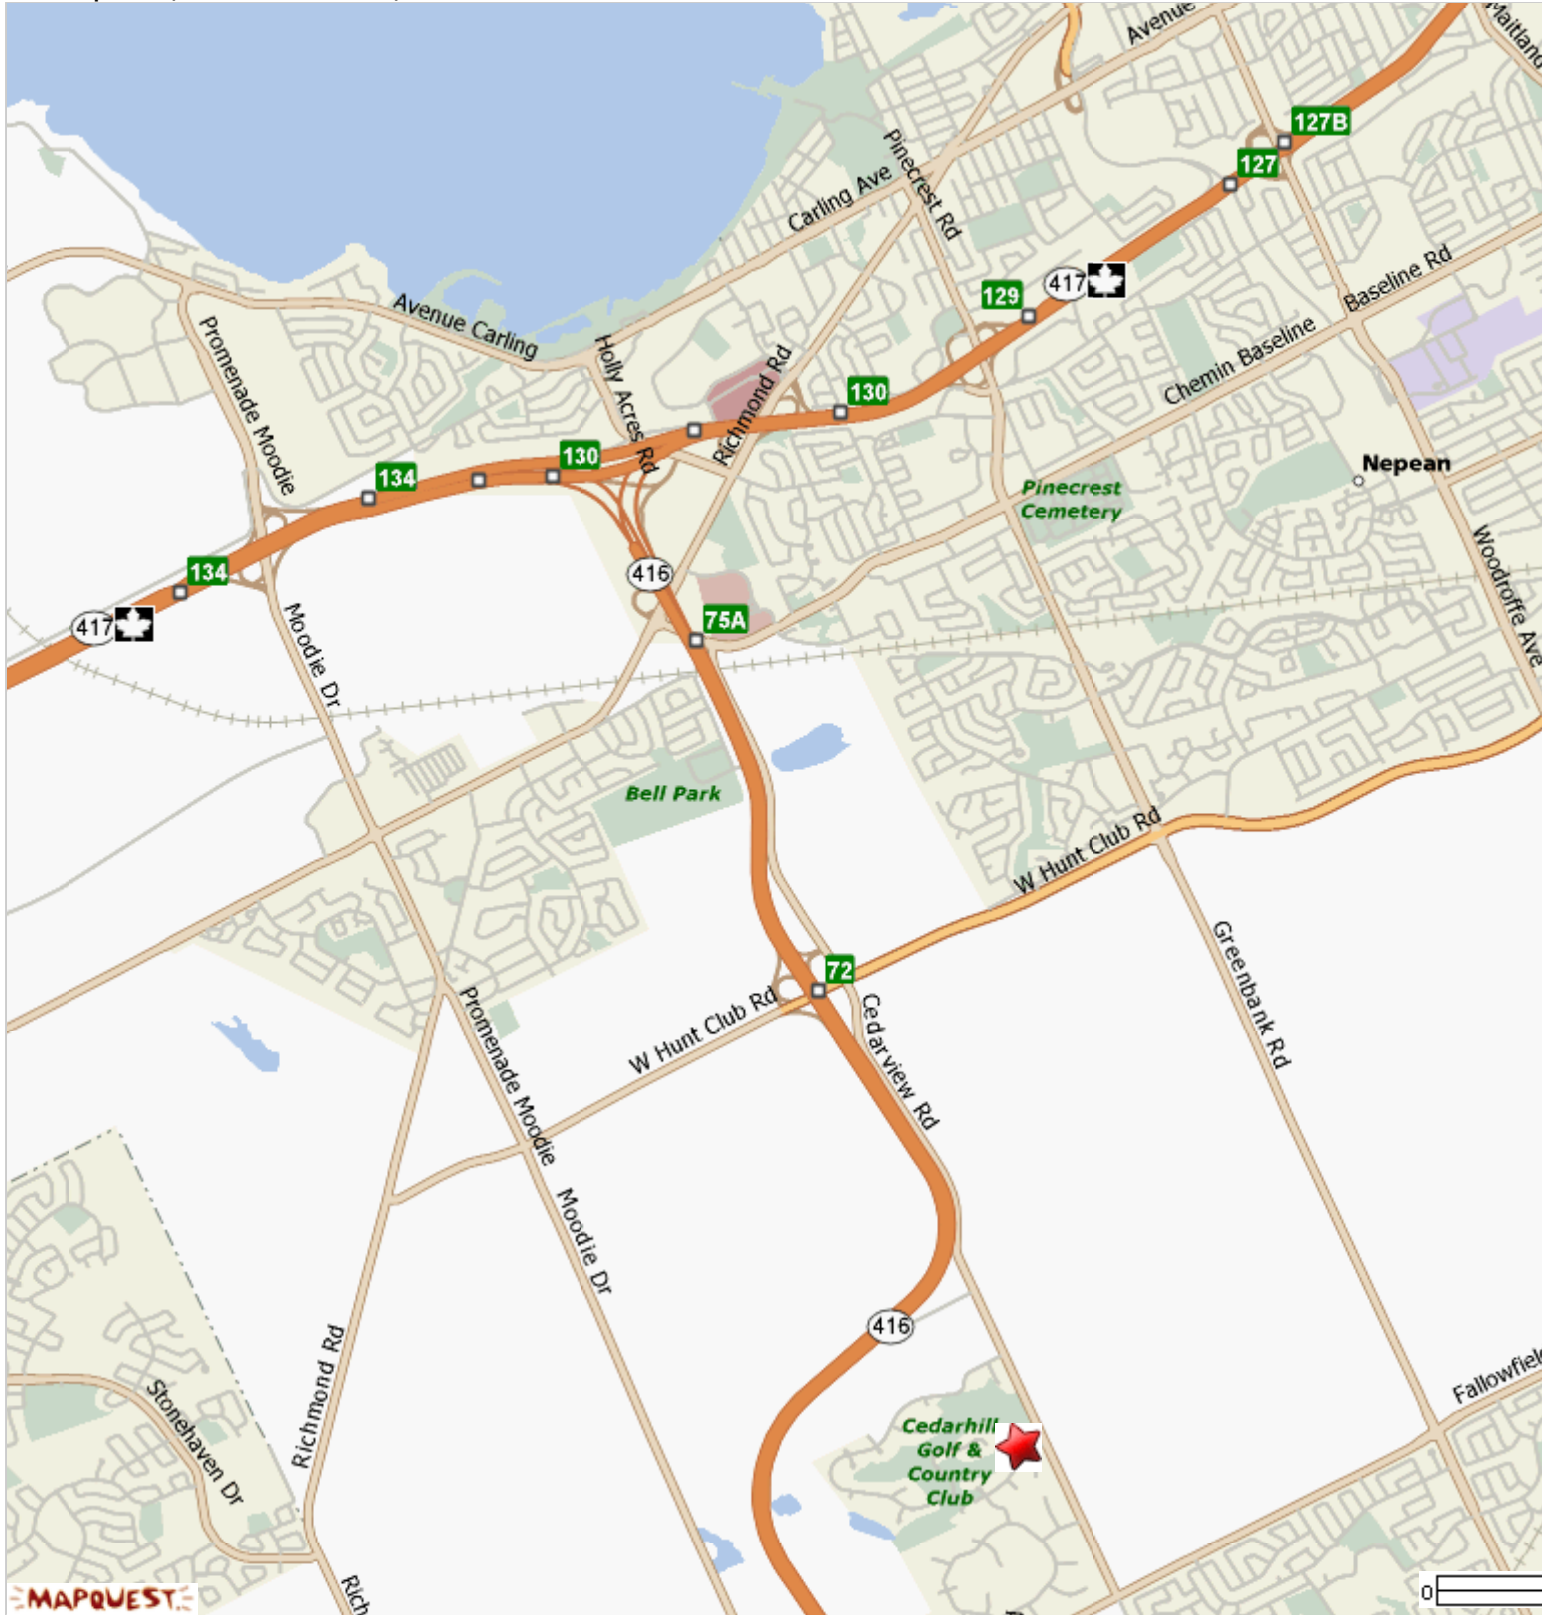 Avenue
Maitland
127B
127
Pinecrest Rd
Carling Ave
417
129
Baseline Rd
Chemin Baseline
Avenue Carling
Promenade Moodie
Holly Acres Rd
Richmond Rd
130
130
134
Nepean
Pinecrest
Cemetery
134
416
75A
417
Moodie Dr
Woodroffe Ave
Bell Park
W Hunt Club Rd
72
Greenbank Rd
W Hunt Club Rd
Cedarview Rd
Promenade Moodie
Moodie Dr
416
Richmond Rd
Stonehaven Dr
Fallowfield
Cedarhill
Golf &
Country
Club
Rich
MAPQUEST
0